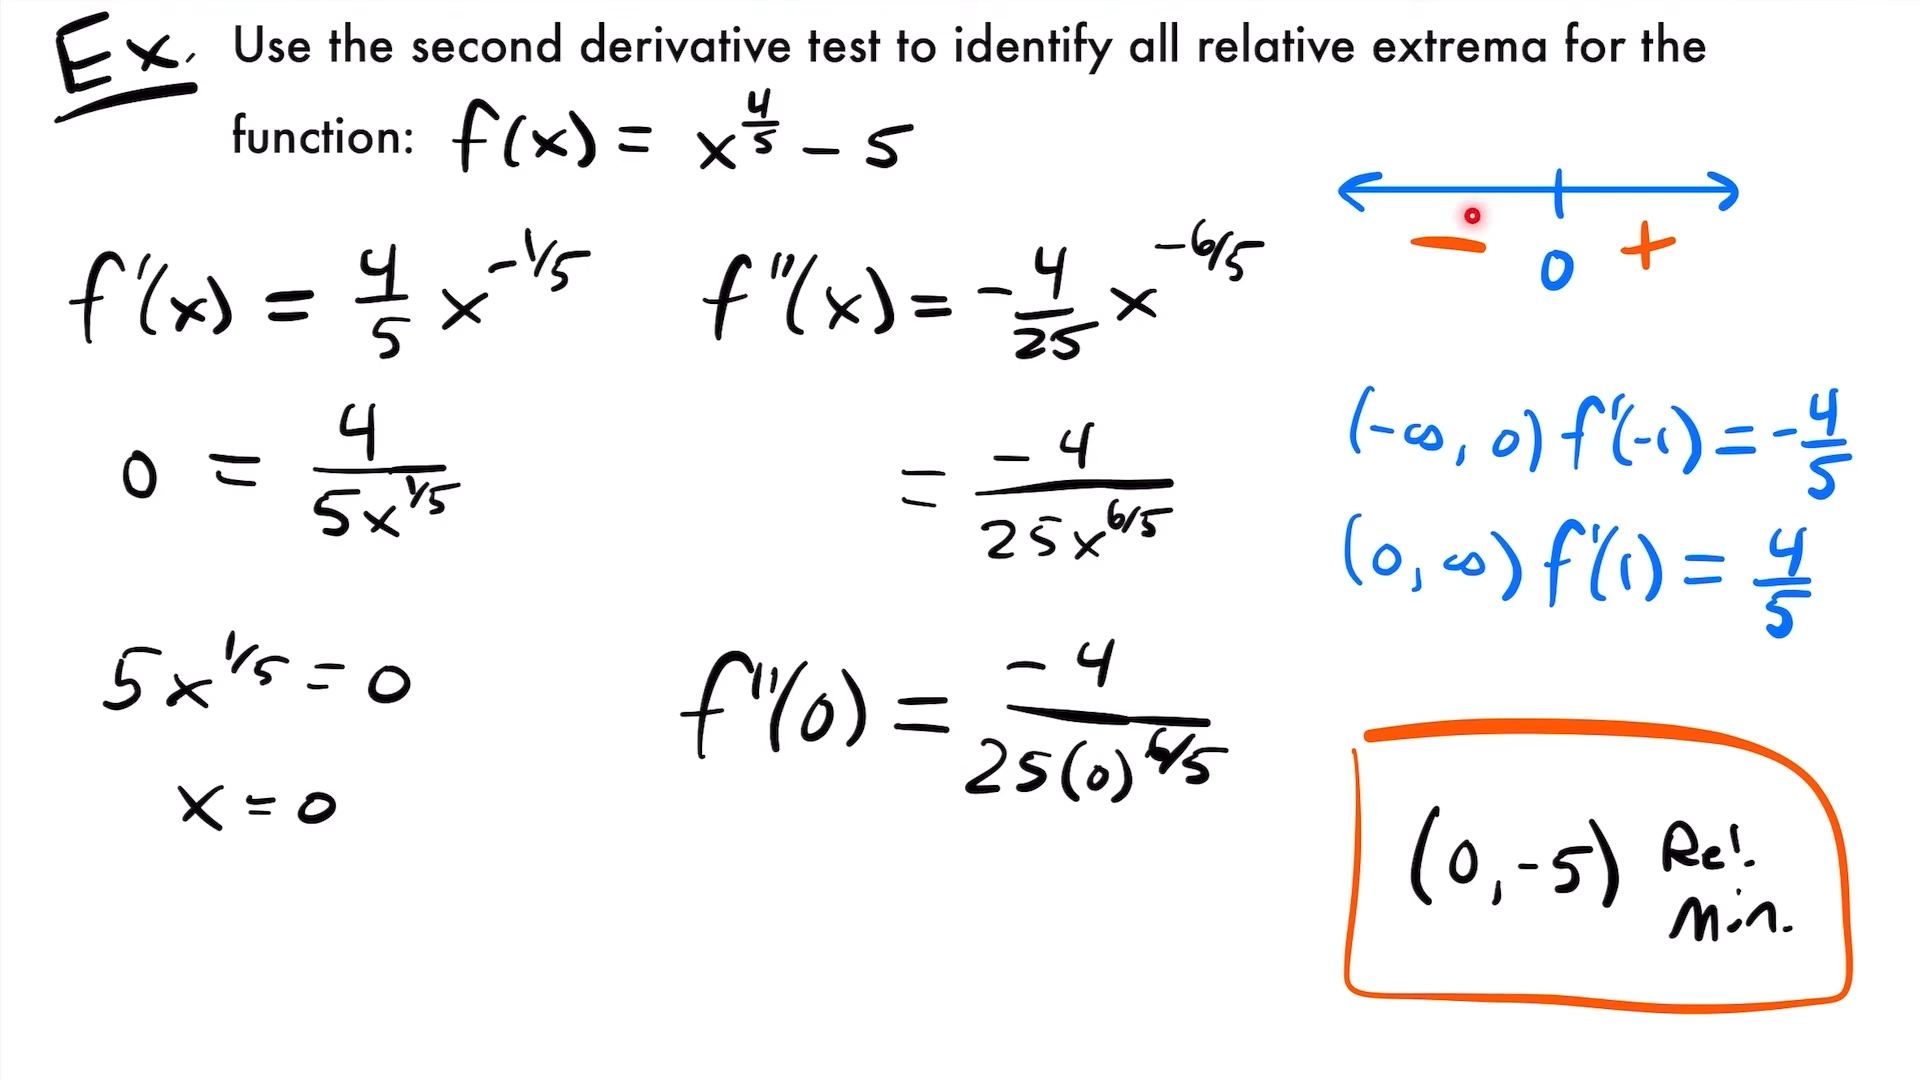 Ex. Use the second derivative test to identify all relative extrema for the
function: f(x) = x^{4/5} - 5
f'(x) = 4/5 x^{-1/5}
0 = 4/(5x^{1/5})
5x^{1/5} = 0
x = 0
f''(x) = -4/25 x^{-6/5}
= -4/(25x^{6/5})
f''(0) = -4/(25(0)^{6/5})
− 0 +
(-∞, 0) f'(-1) = -4/5
(0, ∞) f'(1) = 4/5
(0, -5) Rel.
Min.